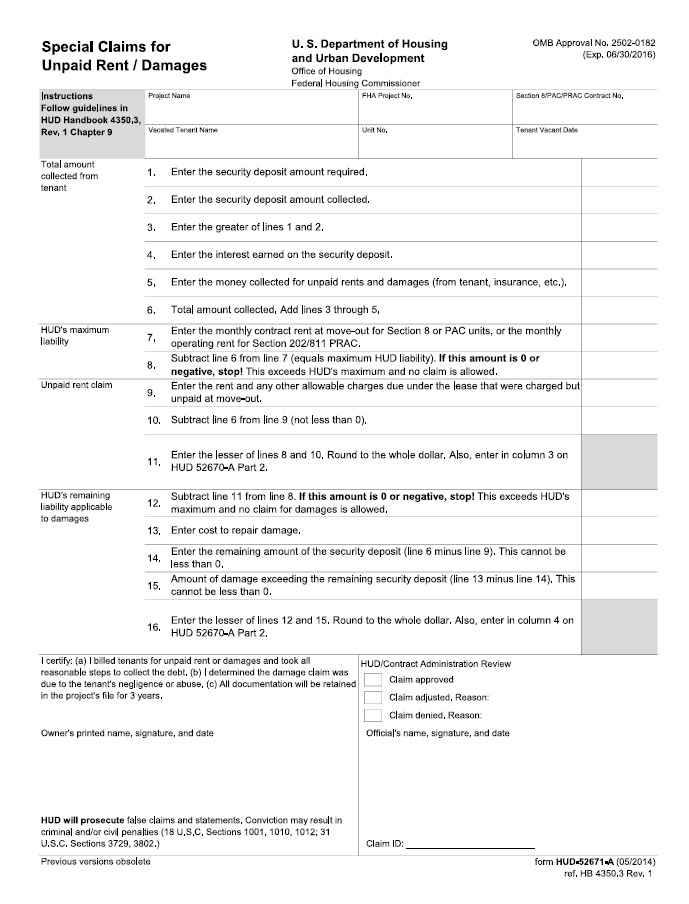 Special Claims for
Unpaid Rent / Damages
U. S. Department of Housing
and Urban Development
Office of Housing
Federal Housing Commissioner
OMB Approval No. 2502-0182
(Exp. 06/30/2016)
Instructions
Follow guidelines in
HUD Handbook 4350.3,
Rev. 1 Chapter 9
Project Name
FHA Project No.
Section 8/PAC/PRAC Contract No.
Vacated Tenant Name
Unit No.
Tenant Vacant Date
Total amount
collected from
tenant
1. Enter the security deposit amount required.
2. Enter the security deposit amount collected.
3. Enter the greater of lines 1 and 2.
4. Enter the interest earned on the security deposit.
5. Enter the money collected for unpaid rents and damages (from tenant, insurance, etc.).
6. Total amount collected. Add lines 3 through 5.
HUD's maximum
liability
7. Enter the monthly contract rent at move-out for Section 8 or PAC units, or the monthly
operating rent for Section 202/811 PRAC.
8. Subtract line 6 from line 7 (equals maximum HUD liability). If this amount is 0 or
negative, stop! This exceeds HUD's maximum and no claim is allowed.
Unpaid rent claim
9. Enter the rent and any other allowable charges due under the lease that were charged but
unpaid at move-out.
10. Subtract line 6 from line 9 (not less than 0).
11. Enter the lesser of lines 8 and 10. Round to the whole dollar. Also, enter in column 3 on
HUD 52670-A Part 2.
HUD's remaining
liability applicable
to damages
12. Subtract line 11 from line 8. If this amount is 0 or negative, stop! This exceeds HUD's
maximum and no claim for damages is allowed.
13. Enter cost to repair damage.
14. Enter the remaining amount of the security deposit (line 6 minus line 9). This cannot be
less than 0.
15. Amount of damage exceeding the remaining security deposit (line 13 minus line 14). This
cannot be less than 0.
16. Enter the lesser of lines 12 and 15. Round to the whole dollar. Also, enter in column 4 on
HUD 52670-A Part 2.
I certify: (a) I billed tenants for unpaid rent or damages and took all
reasonable steps to collect the debt, (b) I determined the damage claim was
due to the tenant's negligence or abuse, (c) All documentation will be retained
in the project's file for 3 years.
Owner's printed name, signature, and date
HUD will prosecute false claims and statements. Conviction may result in
criminal and/or civil penalties (18 U.S.C, Sections 1001, 1010, 1012; 31
U.S.C. Sections 3729, 3802.)
HUD/Contract Administration Review
Claim approved
Claim adjusted, Reason:
Claim denied, Reason:
Official's name, signature, and date
Claim ID:
Previous versions obsolete
form HUD-52671-A (05/2014)
ref. HB 4350.3 Rev. 1